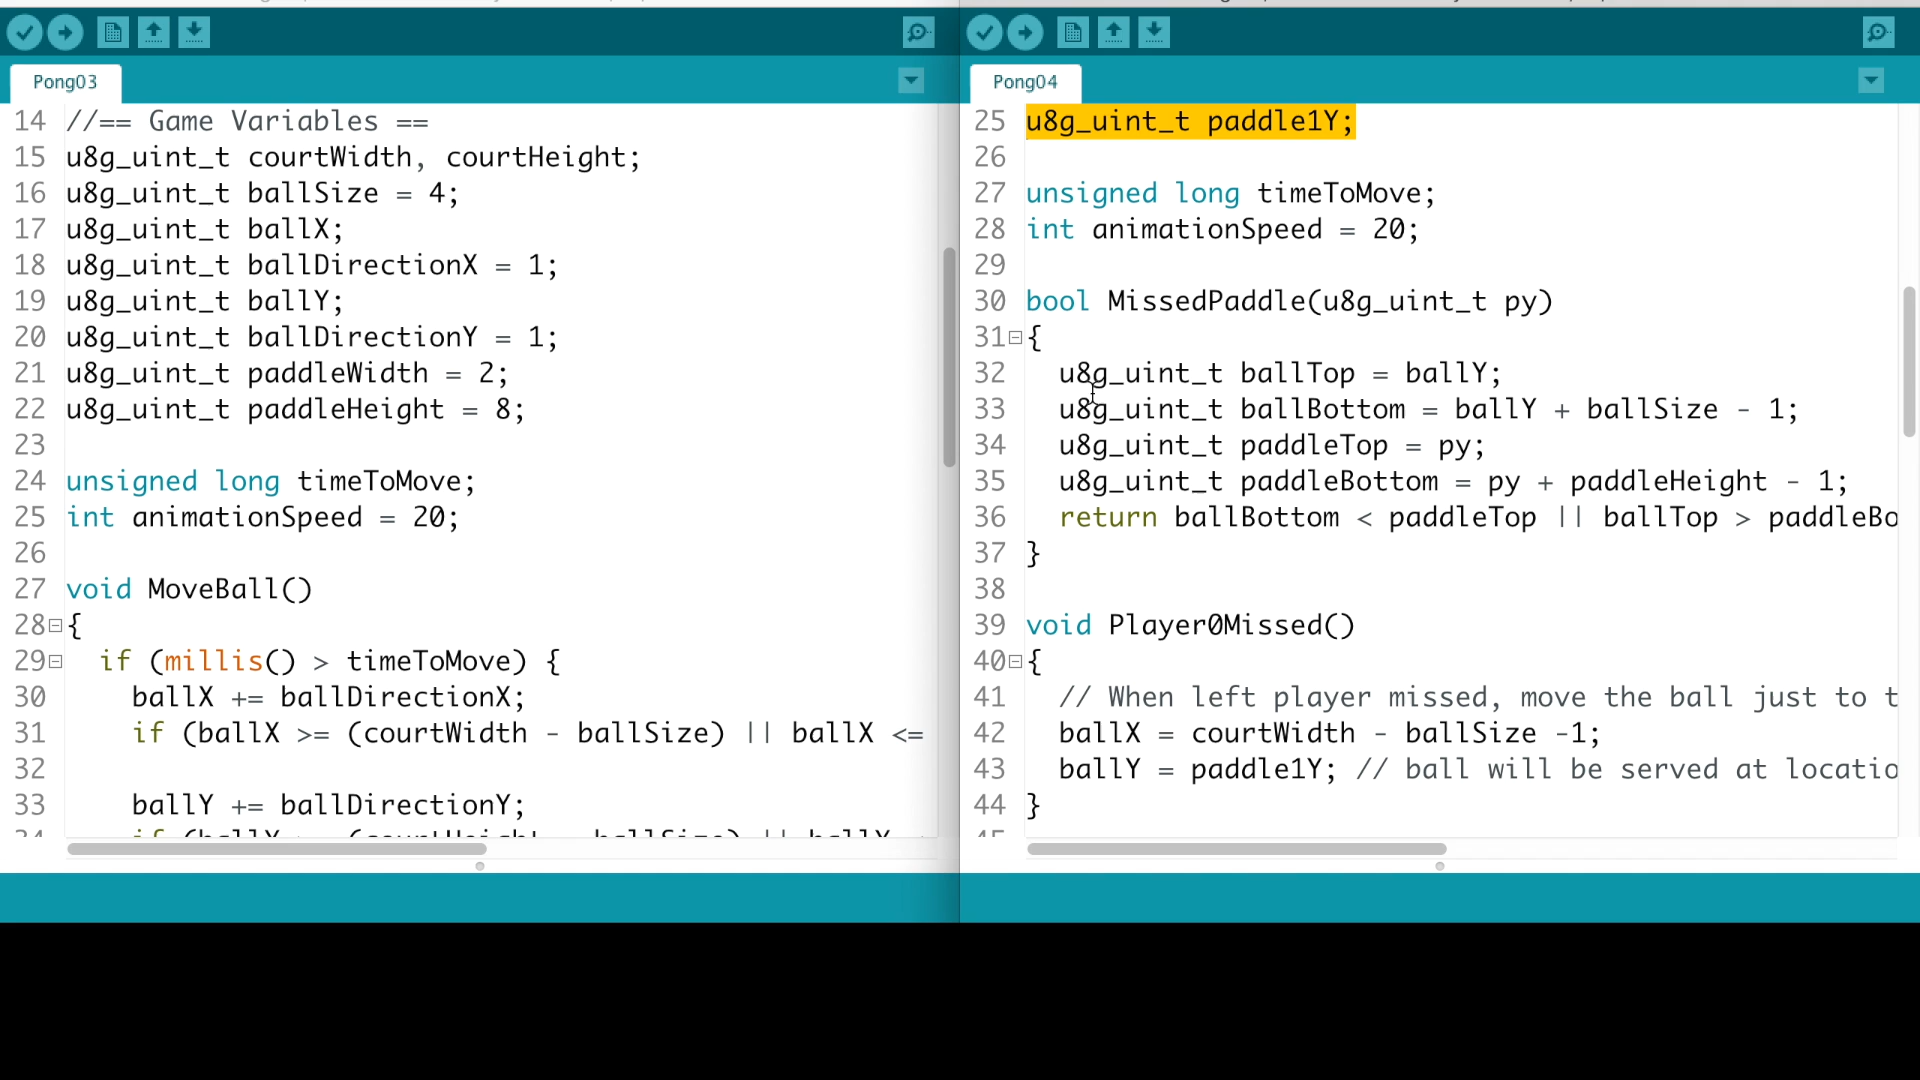 Pong03
14 //== Game Variables ==
15 u8g_uint_t courtWidth, courtHeight;
16 u8g_uint_t ballSize = 4;
17 u8g_uint_t ballX;
18 u8g_uint_t ballDirectionX = 1;
19 u8g_uint_t ballY;
20 u8g_uint_t ballDirectionY = 1;
21 u8g_uint_t paddleWidth = 2;
22 u8g_uint_t paddleHeight = 8;
23
24 unsigned long timeToMove;
25 int animationSpeed = 20;
26
27 void MoveBall()
28 {
29 if (millis() > timeToMove) {
30 ballX += ballDirectionX;
31 if (ballX >= (courtWidth - ballSize) || ballX <=
32
33 ballY += ballDirectionY;
Pong04
25 u8g_uint_t paddle1Y;
26
27 unsigned long timeToMove;
28 int animationSpeed = 20;
29
30 bool MissedPaddle(u8g_uint_t py)
31 {
32 u8g_uint_t ballTop = ballY;
33 u8g_uint_t ballBottom = ballY + ballSize - 1;
34 u8g_uint_t paddleTop = py;
35 u8g_uint_t paddleBottom = py + paddleHeight - 1;
36 return ballBottom < paddleTop || ballTop > paddleBo
37 }
38
39 void Player0Missed()
40 {
41 // When left player missed, move the ball just to t
42 ballX = courtWidth - ballSize -1;
43 ballY = paddle1Y; // ball will be served at locatio
44 }